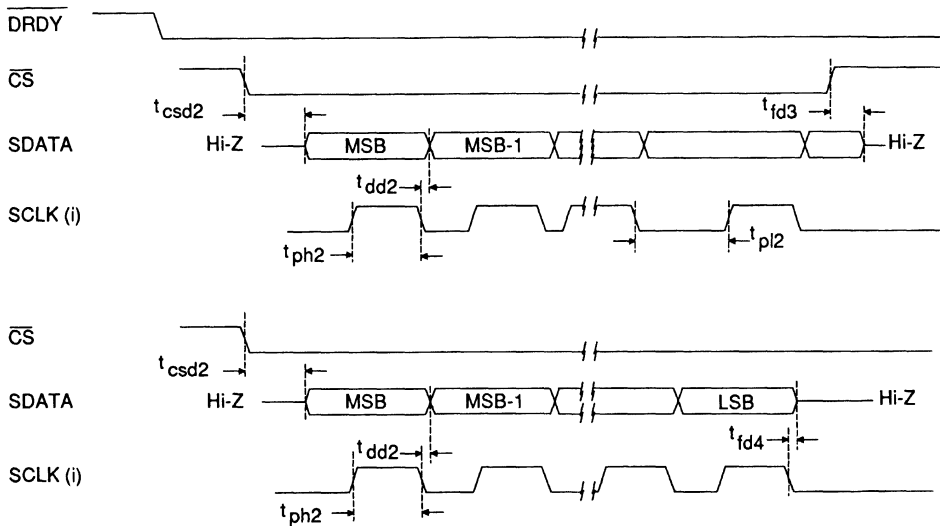 DRDY
CS
t csd2
t fd3
SDATA Hi-Z MSB MSB-1 Hi-Z
t dd2
SCLK (i)
t ph2
t pl2
CS
t csd2
SDATA Hi-Z MSB MSB-1 LSB Hi-Z
t dd2
t fd4
SCLK (i)
t ph2